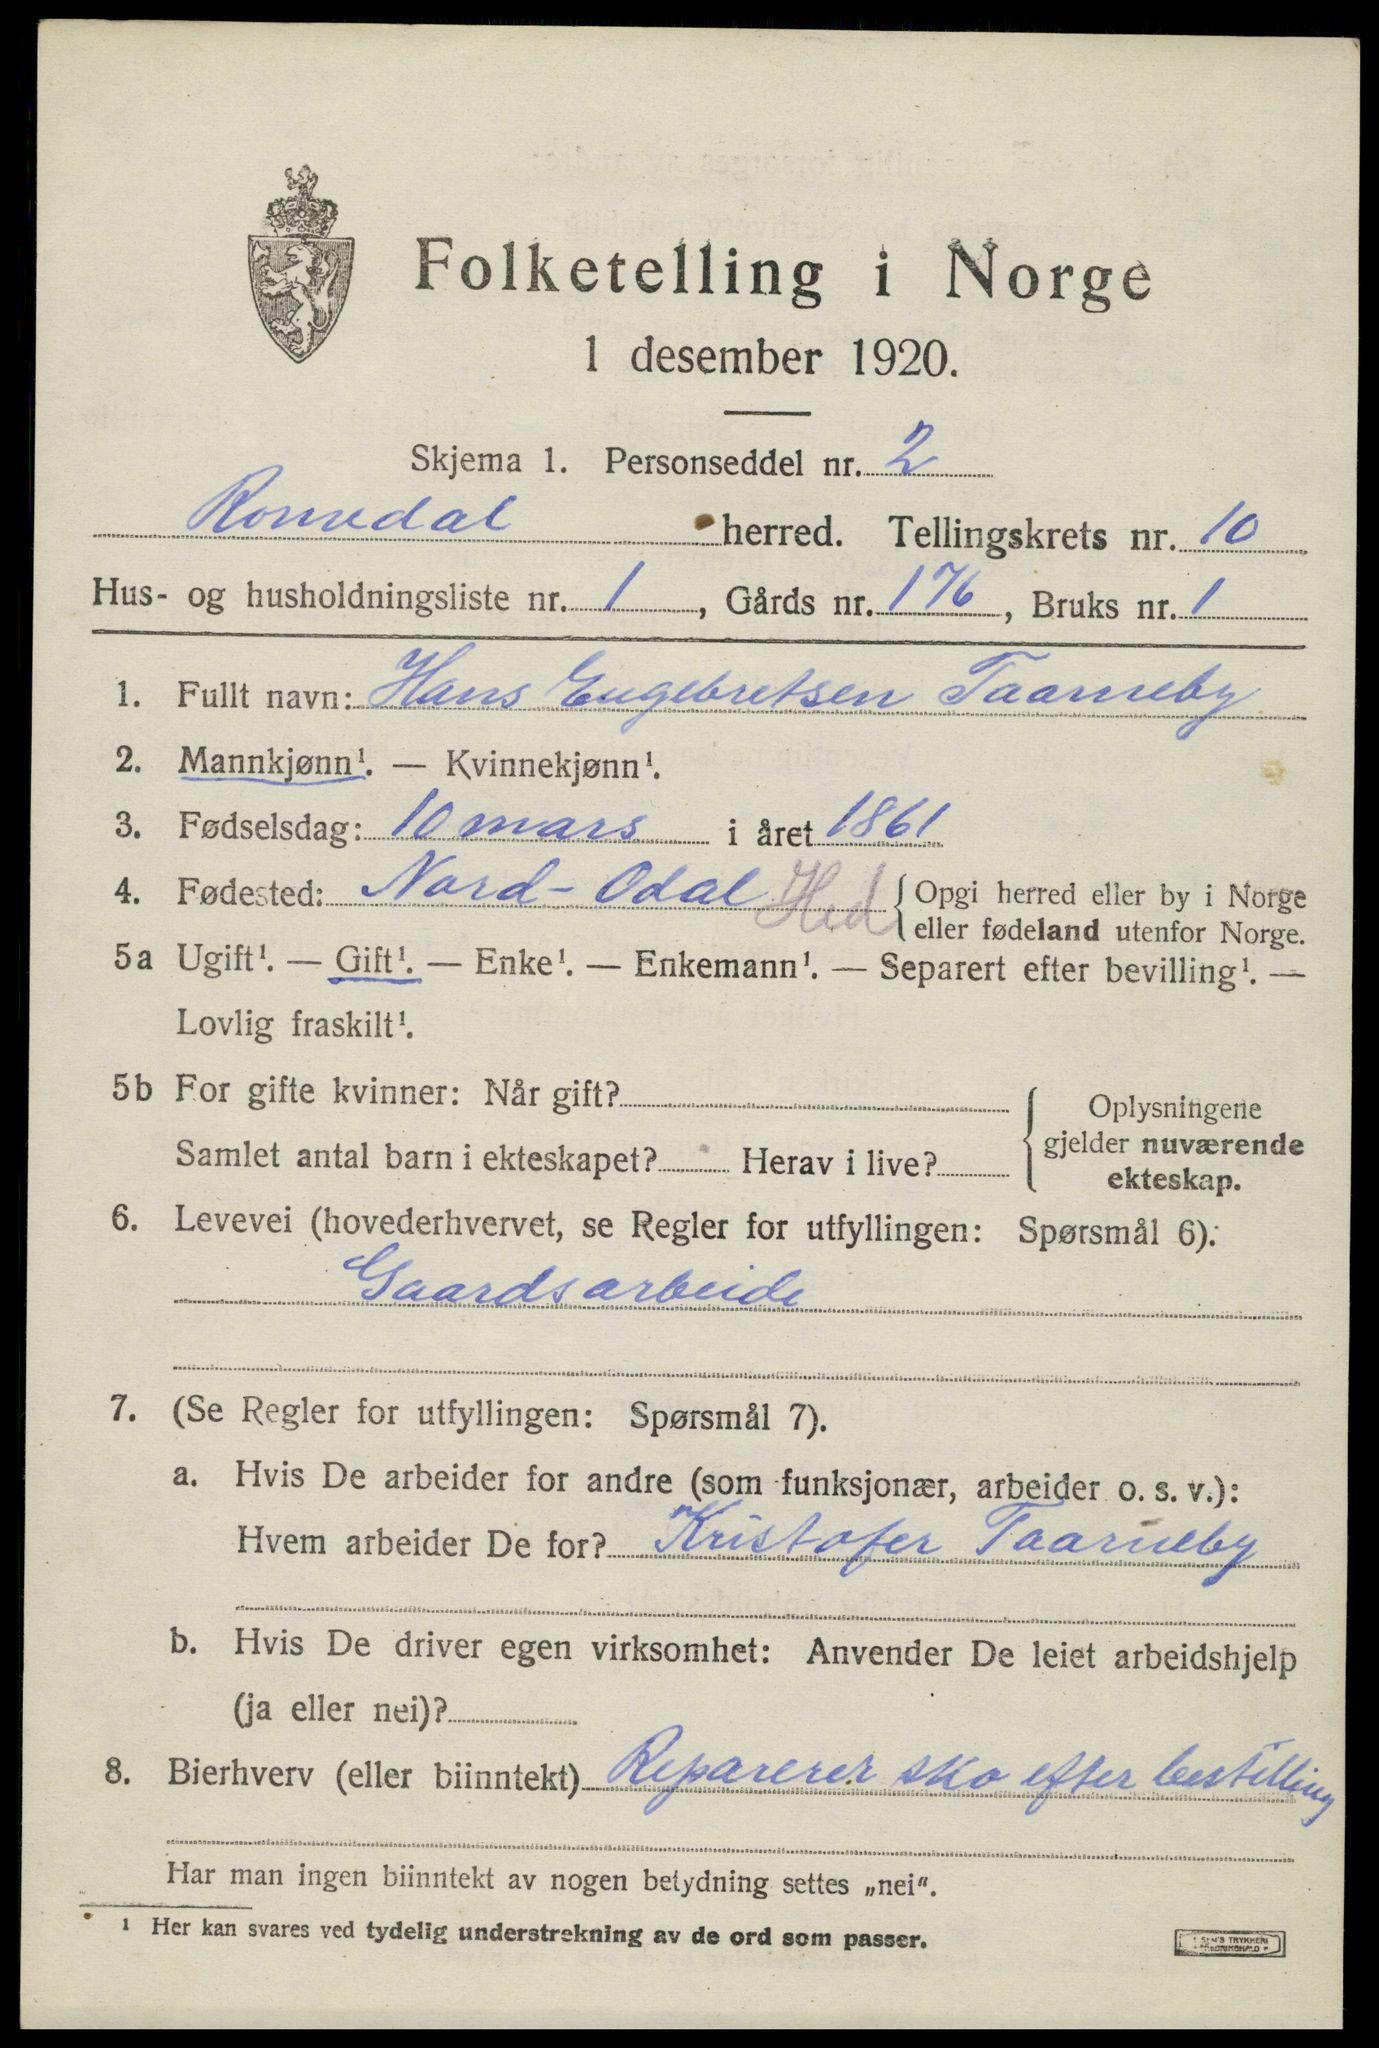 Folketelling i Norge
1 desember 1920.
Skjema 1. Personseddel nr. 2
Romedal herred. Tellingskrets nr. 10
Hus- og husholdningsliste nr. 1, Gårds nr. 176, Bruks nr. 1
1. Fullt navn: Hans Engebretsen Taarneby
2. Mannkjønn¹. — Kvinnekjønn¹.
3. Fødselsdag: 10 mars i året 1861
4. Fødested: Nord-Odal Hed { Opgi herred eller by i Norge
eller fødeland utenfor Norge.
5a Ugift¹. — Gift¹. — Enke¹. — Enkemann¹. — Separert efter bevilling¹. —
Lovlig fraskilt¹.
5b For gifte kvinner: Når gift? { Oplysningene
gjelder nuværende
Samlet antal barn i ekteskapet? Herav i live?
ekteskap.
6. Levevei (hovederhvervet, se Regler for utfyllingen: Spørsmål 6):
Gaardsarbeide
7. (Se Regler for utfyllingen: Spørsmål 7).
a. Hvis De arbeider for andre (som funksjonær, arbeider o. s. v.):
Hvem arbeider De for? Kristofer Taarneby
b. Hvis De driver egen virksomhet: Anvender De leiet arbeidshjelp
(ja eller nei)?
8. Bierhverv (eller biinntekt) Reparerer sko efter bestilling
Har man ingen biinntekt av nogen betydning settes „nei“.
¹ Her kan svares ved tydelig understrekning av de ord som passer.
SEM'S TRYKKERI
FREDRIKSHALD